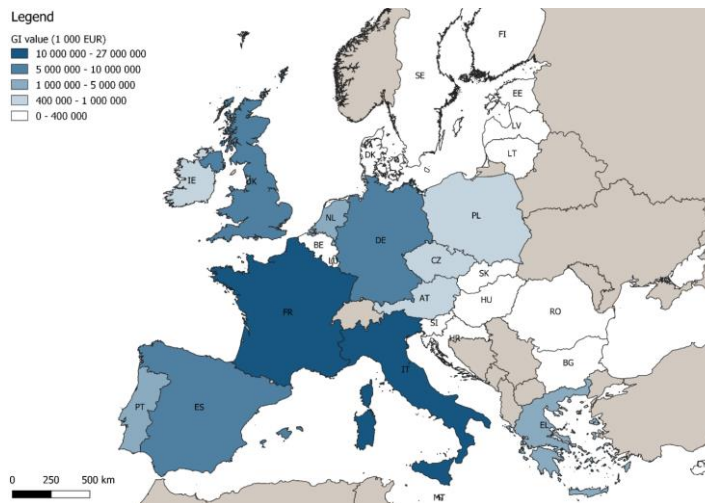 Legend
GI value (1 000 EUR)
10 000 000 - 27 000 000
5 000 000 - 10 000 000
1 000 000 - 5 000 000
400 000 - 1 000 000
0 - 400 000
FI
SE
EE
LV
LT
DK
IE
UK
NL
PL
BE
DE
LU
CZ
SK
AT
HU
FR
SI
RO
HR
IT
BG
PT
ES
EL
MT
CY
0 250 500 km